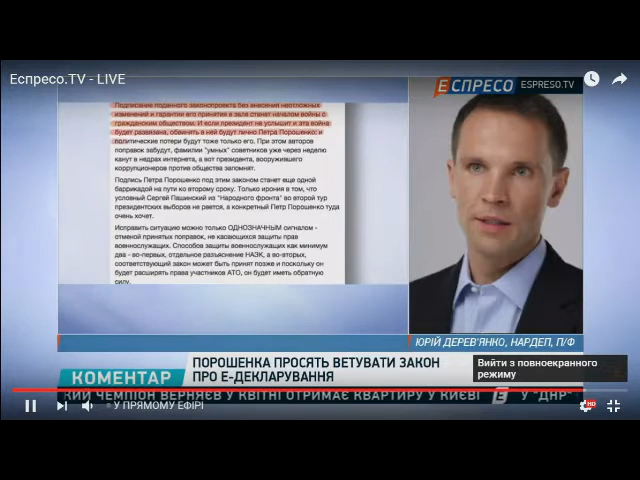 Еспресо.TV - LIVE
ЕСПРЕСО
ESPRESO.TV
Подписание поданного законопроекта без внесения неотложных
изменений и гарантии его принятия в зале станет началом войны с
гражданским обществом. И если президент не услышит и эта война
будет развязана, обвинять в ней будут лично Петра Порошенко; и
политические потери будут тоже только его. При этом авторов
поправок забудут, фамилии "умных" советников уже через неделю
канут в недрах интернета, а вот президента, вооружившего
коррупционеров против общества запомнят.
Подпись Петра Порошенко под этим законом станет еще одной
баррикадой на пути ко второму сроку. Только ирония в том, что
условный Сергей Пашинский из "Народного фронта" во второй тур
президентских выборов не рвется, а конкретный Петр Порошенко туда
очень хочет.
Исправить ситуацию можно только ОДНОЗНАЧНЫМ сигналом -
отменой принятых поправок, не касающихся защиты прав
военнослужащих. Способов защиты военнослужащих как минимум
два - во-первых, отдельное разъяснение НАЗК, а во-вторых,
соответствующий закон может быть принят позже и поскольку он
будет расширять права участников АТО, он будет иметь обратную
силу.
ЮРІЙ ДЕРЕВ'ЯНКО, НАРДЕП, П/Ф
КОМЕНТАР
ПОРОШЕНКА ПРОСЯТЬ ВЕТУВАТИ ЗАКОН
ПРО Е-ДЕКЛАРУВАННЯ
Вийти з повноекранного
режиму
КИЙ ЧЕМПІОН ВЕРНЯЄВ У КВІТНІ ОТРИМАЄ КВАРТИРУ У КИЄВІ Е У "ДНР"
У ПРЯМОМУ ЕФІРІ
HD